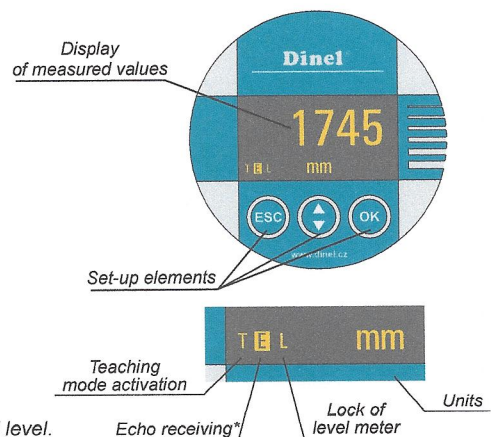 Display
of measured values
Dinel
1745
T E L mm
ESC OK
www.dinel.cz
Set-up elements
T E L mm
Teaching
mode activation
Units
level.
Echo receiving*
Lock of
level meter